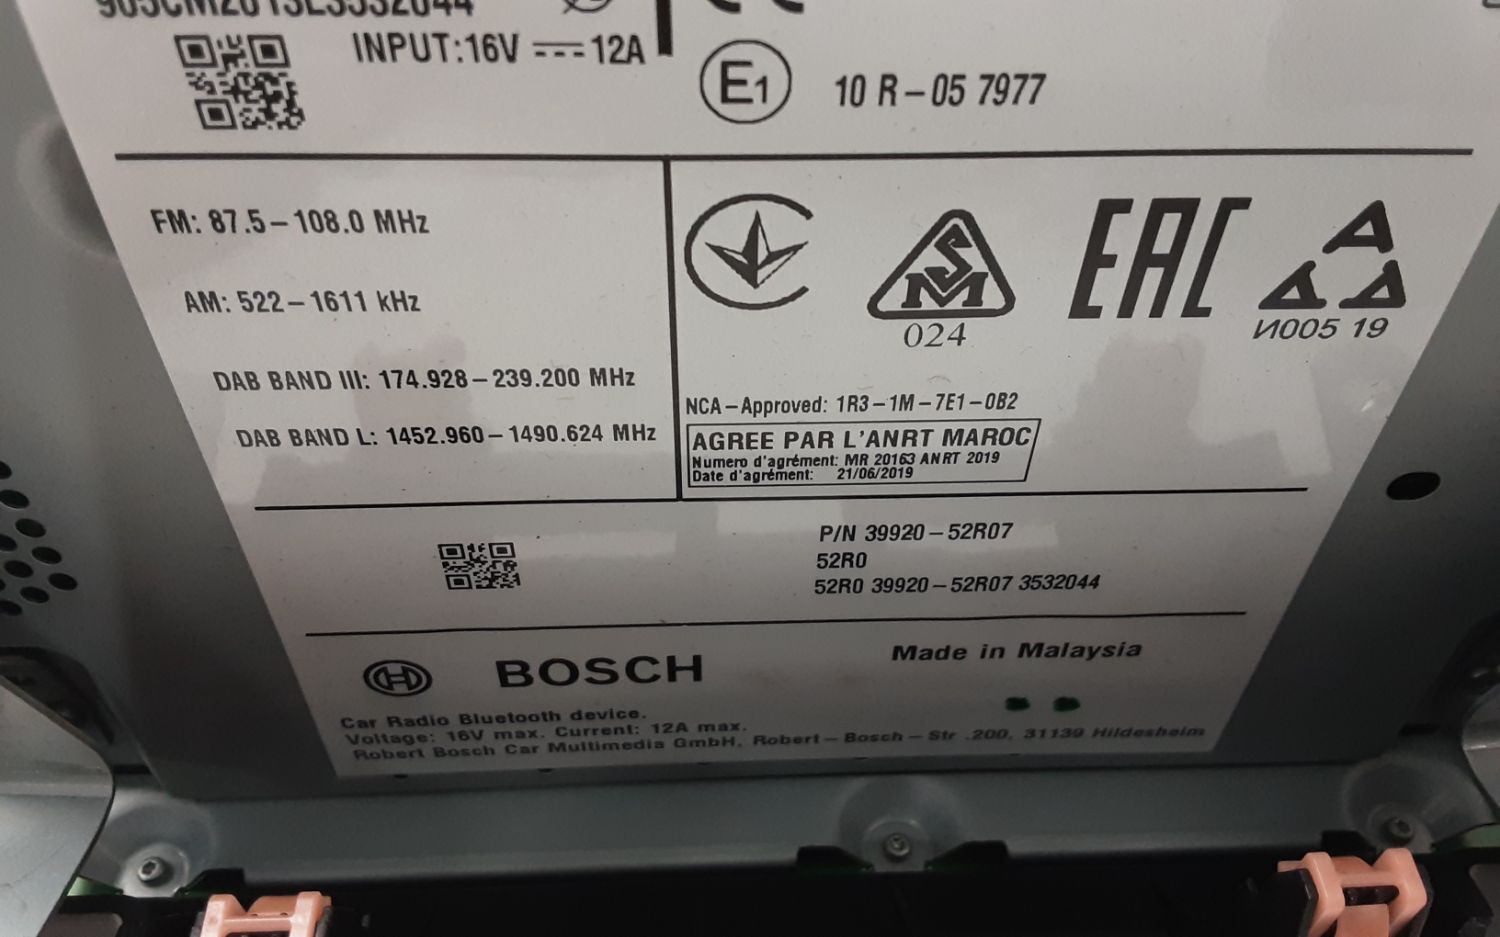 INPUT:16V 12A
E1
10 R-05 7977
FM: 87.5-108.0 MHz
AM: 522-1611 kHz
DAB BAND III: 174.928-239.200 MHz
DAB BAND L: 1452.960-1490.624 MHz
SM
024
EAC
A
И005 19
NCA-Approved: 1R3-1M-7E1-0B2
AGREE PAR L'ANRT MAROC
Numero d'agrément: MR 20163 ANRT 2019
Date d'agrément: 21/06/2019
P/N 39920-52R07
52R0
52R0 39920-52R07 3532044
BOSCH
Made in Malaysia
Car Radio Bluetooth device.
Voltage: 16V max. Current: 12A max.
Robert Bosch Car Multimedia GmbH, Robert-Bosch-Str .200, 31139 Hildesheim